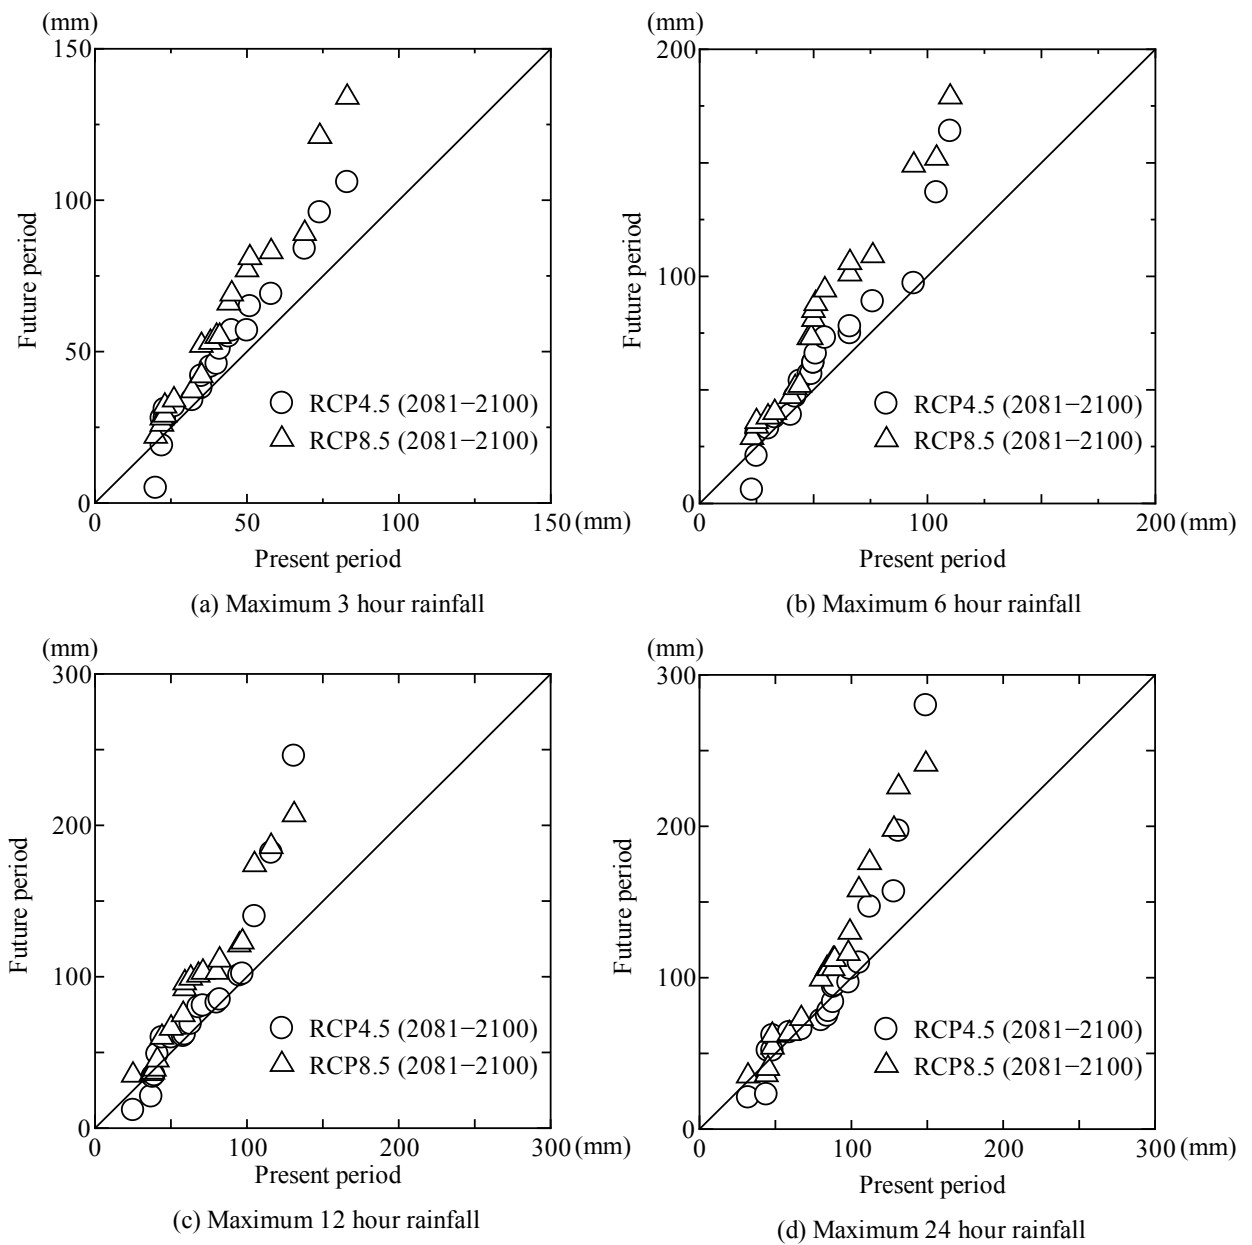 (mm)
150
100
50
0
Future period
RCP4.5 (2081−2100)
RCP8.5 (2081−2100)
0 50 100 150 (mm)
Present period
(a) Maximum 3 hour rainfall
(mm)
200
100
0
Future period
RCP4.5 (2081−2100)
RCP8.5 (2081−2100)
0 100 200 (mm)
Present period
(b) Maximum 6 hour rainfall
(mm)
300
200
100
0
Future period
RCP4.5 (2081−2100)
RCP8.5 (2081−2100)
0 100 200 300 (mm)
Present period
(c) Maximum 12 hour rainfall
(mm)
300
200
100
0
Future period
RCP4.5 (2081−2100)
RCP8.5 (2081−2100)
0 100 200 300 (mm)
Present period
(d) Maximum 24 hour rainfall